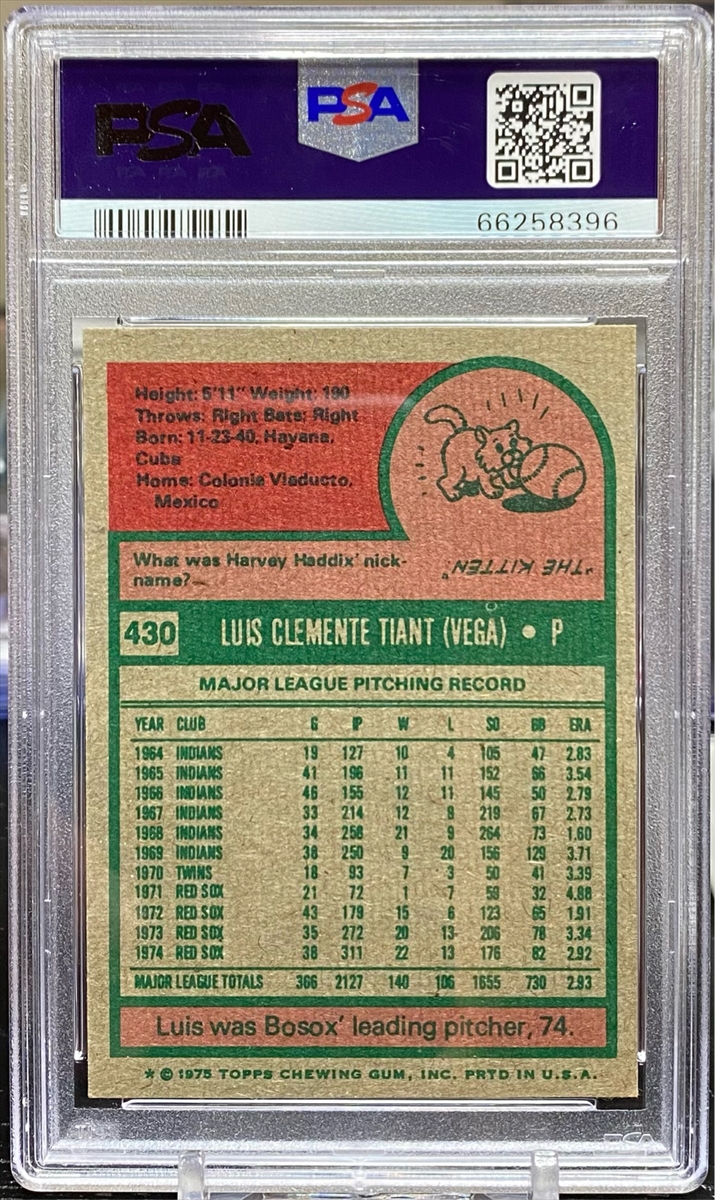 PSA
PSA
66258396
Height: 5'11" Weight: 190
Throws: Right Bats: Right
Born: 11-23-40, Havana,
Cuba
Home: Colonia Viaducto,
Mexico
What was Harvey Haddix' nick-
name?
"THE KITTEN".
430 LUIS CLEMENTE TIANT (VEGA) • P
MAJOR LEAGUE PITCHING RECORD
YEAR CLUB G IP W L SO BB ERA
1964 INDIANS 19 127 10 4 105 47 2.83
1965 INDIANS 41 196 11 11 152 66 3.54
1966 INDIANS 46 155 12 11 145 50 2.79
1967 INDIANS 33 214 12 9 219 67 2.73
1968 INDIANS 34 258 21 9 264 73 1.60
1969 INDIANS 38 250 9 20 156 129 3.71
1970 TWINS 18 93 7 3 50 41 3.39
1971 RED SOX 21 72 1 7 59 32 4.88
1972 RED SOX 43 179 15 6 123 65 1.91
1973 RED SOX 35 272 20 13 206 78 3.34
1974 RED SOX 38 311 22 13 176 82 2.92
MAJOR LEAGUE TOTALS 366 2127 140 106 1655 730 2.93
Luis was Bosox' leading pitcher, 74.
* © 1975 TOPPS CHEWING GUM, INC. PRTD IN U.S.A.
PSA